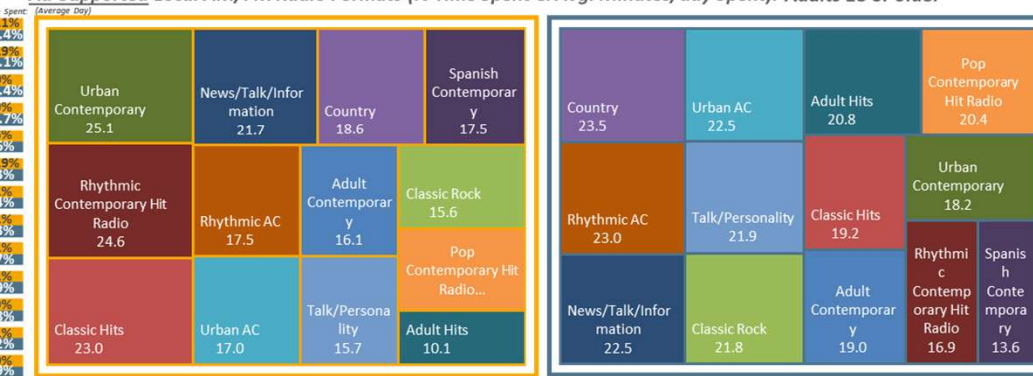 Spent: (Average Day)
Urban
Contemporary
25.1
News/Talk/Infor
mation
21.7
Country
18.6
Spanish
Contemporar
y
17.5
Rhythmic
Contemporary Hit
Radio
24.6
Rhythmic AC
17.5
Adult
Contemporar
y
16.1
Classic Rock
15.6
Pop
Contemporary Hit
Radio...
Classic Hits
23.0
Urban AC
17.0
Talk/Persona
lity
15.7
Adult Hits
10.1
Country
23.5
Urban AC
22.5
Adult Hits
20.8
Pop
Contemporary
Hit Radio
20.4
Rhythmic AC
23.0
Talk/Personality
21.9
Classic Hits
19.2
Urban
Contemporary
18.2
News/Talk/Infor
mation
22.5
Classic Rock
21.8
Adult
Contemporar
y
19.0
Rhythmi
c
Contemp
orary Hit
Radio
16.9
Spanis
h
Conte
mpora
ry
13.6